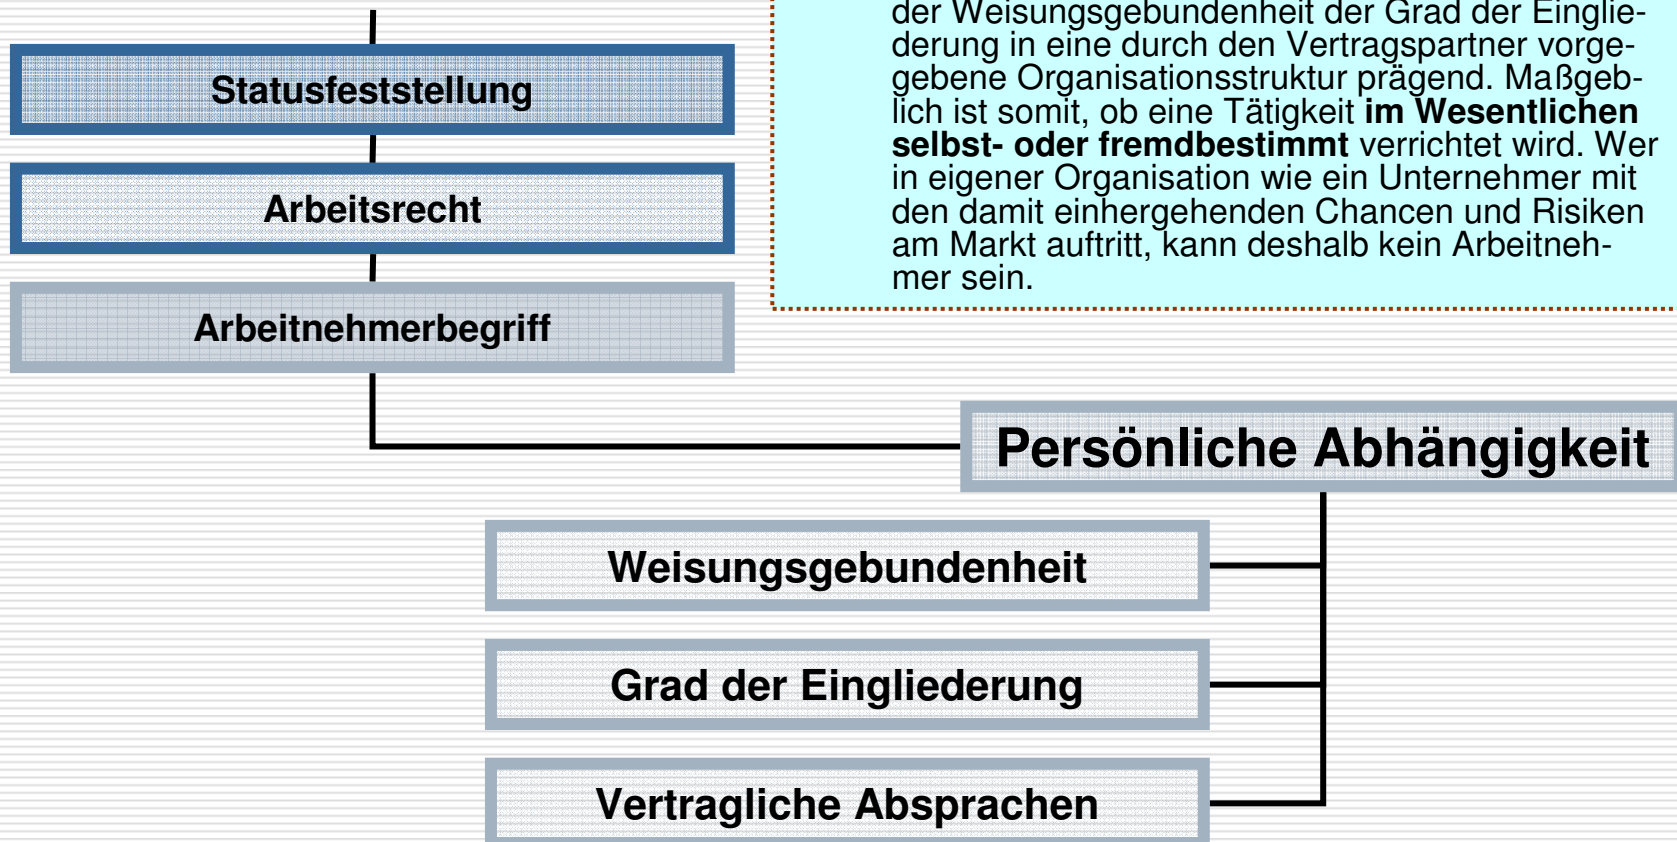 der Weisungsgebundenheit der Grad der Einglie-
derung in eine durch den Vertragspartner vorge-
gebene Organisationsstruktur prägend. Maßgeb-
lich ist somit, ob eine Tätigkeit im Wesentlichen
selbst- oder fremdbestimmt verrichtet wird. Wer
in eigener Organisation wie ein Unternehmer mit
den damit einhergehenden Chancen und Risiken
am Markt auftritt, kann deshalb kein Arbeitneh-
mer sein.
Statusfeststellung
Arbeitsrecht
Arbeitnehmerbegriff
Persönliche Abhängigkeit
Weisungsgebundenheit
Grad der Eingliederung
Vertragliche Absprachen